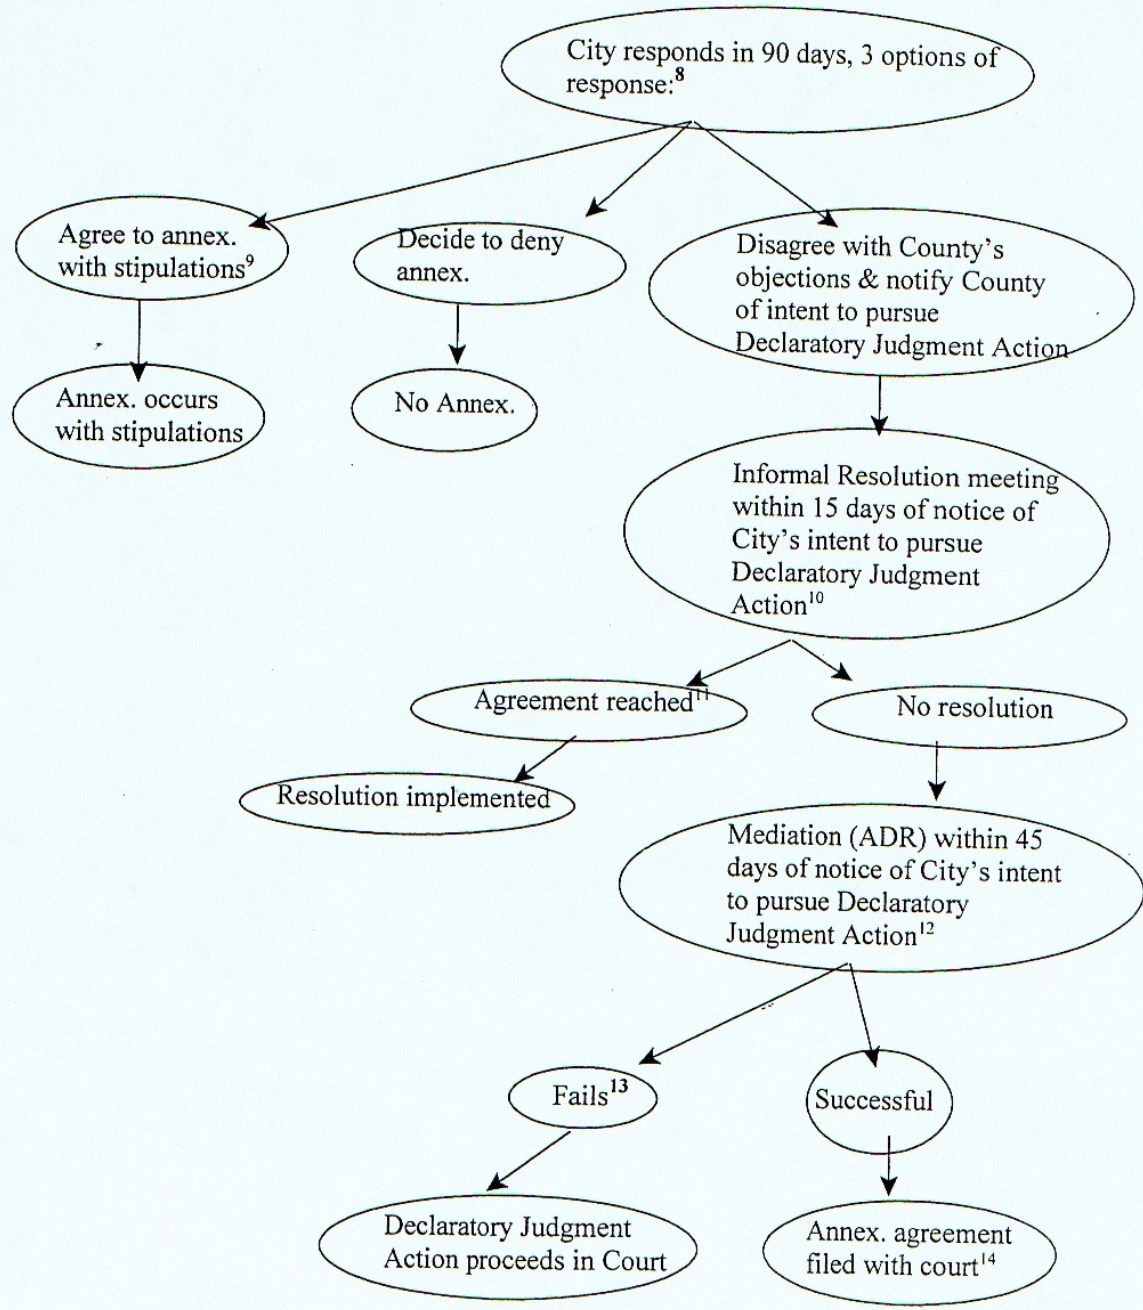 City responds in 90 days, 3 options of
response:⁸
Agree to annex.
with stipulations⁹
Decide to deny
annex.
Disagree with County's
objections & notify County
of intent to pursue
Declaratory Judgment Action
Annex. occurs
with stipulations
No Annex.
Informal Resolution meeting
within 15 days of notice of
City's intent to pursue
Declaratory Judgment
Action¹⁰
Agreement reached¹¹
No resolution
Resolution implemented
Mediation (ADR) within 45
days of notice of City's intent
to pursue Declaratory
Judgment Action¹²
Fails¹³
Successful
Declaratory Judgment
Action proceeds in Court
Annex. agreement
filed with court¹⁴